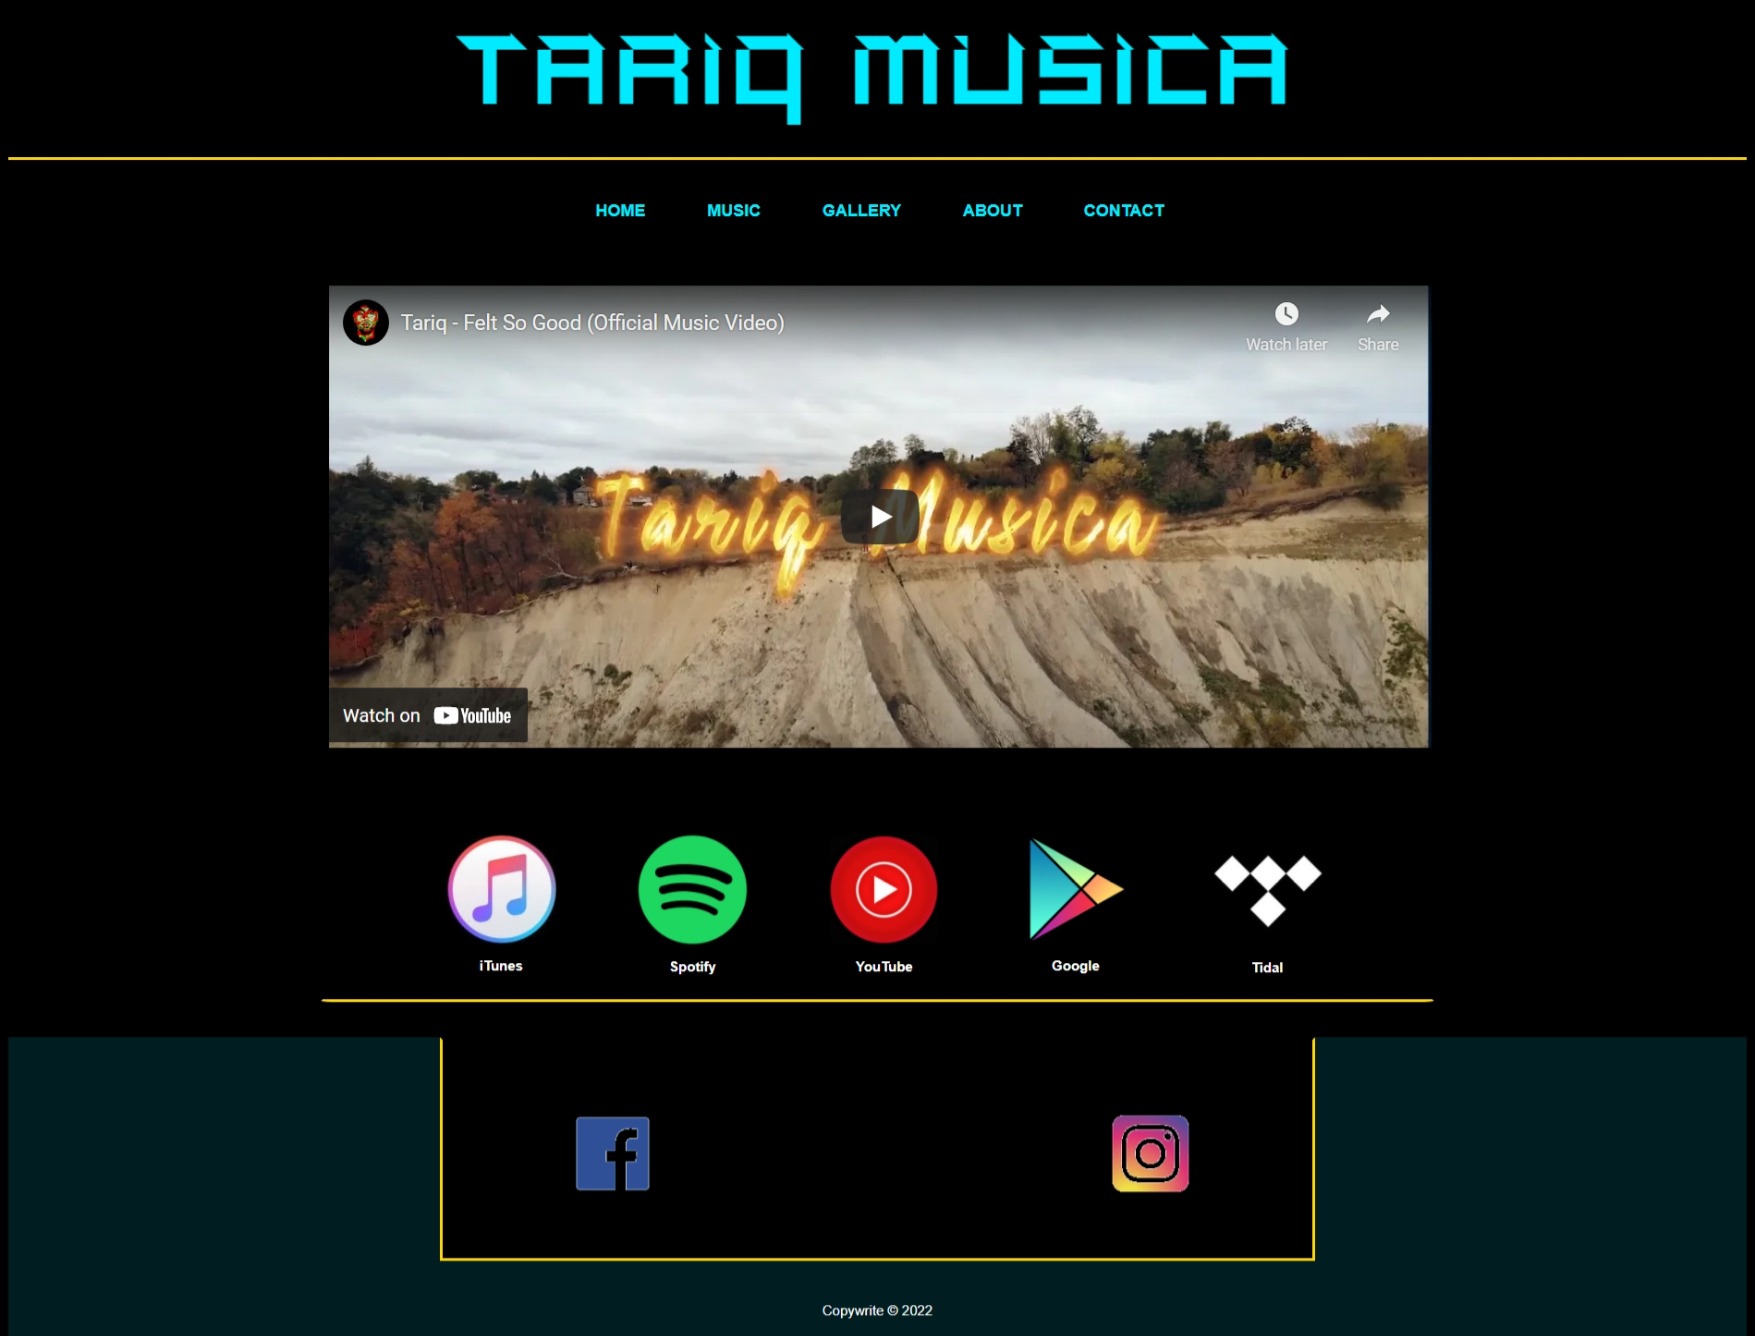 TARIQ MUSICA
HOME MUSIC GALLERY ABOUT CONTACT
Tariq - Felt So Good (Official Music Video)
Watch later Share
Tariq Musica
Watch on YouTube
iTunes Spotify YouTube Google Tidal
Copywrite © 2022